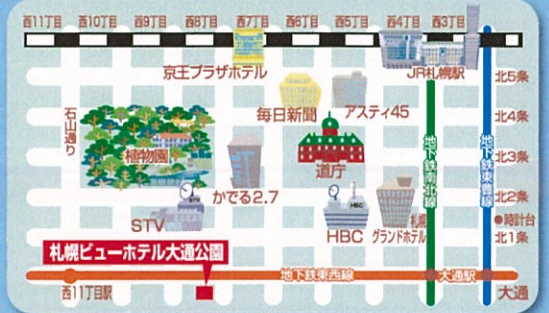 西11丁目 西10丁目 西9丁目 西8丁目 西7丁目 西6丁目 西5丁目 西4丁目 西3丁目
京王プラザホテル
JR札幌駅
北5条
毎日新聞
アスティ45
石山通り
北4条
植物園
道庁
地下鉄南北線
地下鉄東豊線
北3条
かでる2.7
北2条
STV
STV
HBC
HBC
札幌
グランドホテル
●時計台
北1条
札幌ビューホテル大通公園
地下鉄東西線
大通駅
西11丁目駅
大通